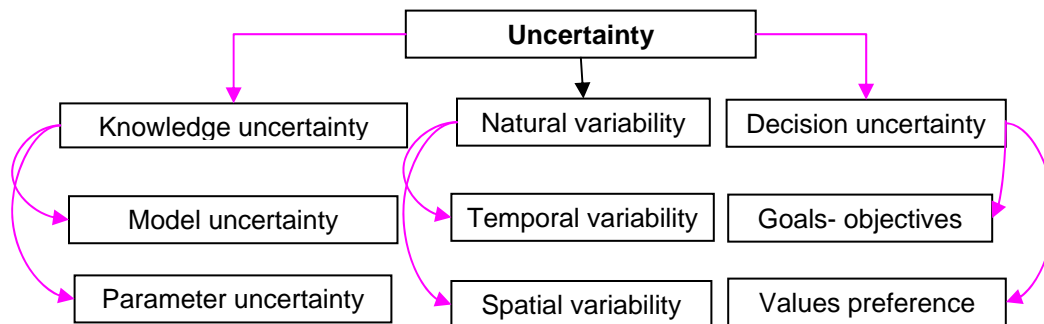 Uncertainty
Knowledge uncertainty
Natural variability
Decision uncertainty
Model uncertainty
Temporal variability
Goals- objectives
Parameter uncertainty
Spatial variability
Values preference